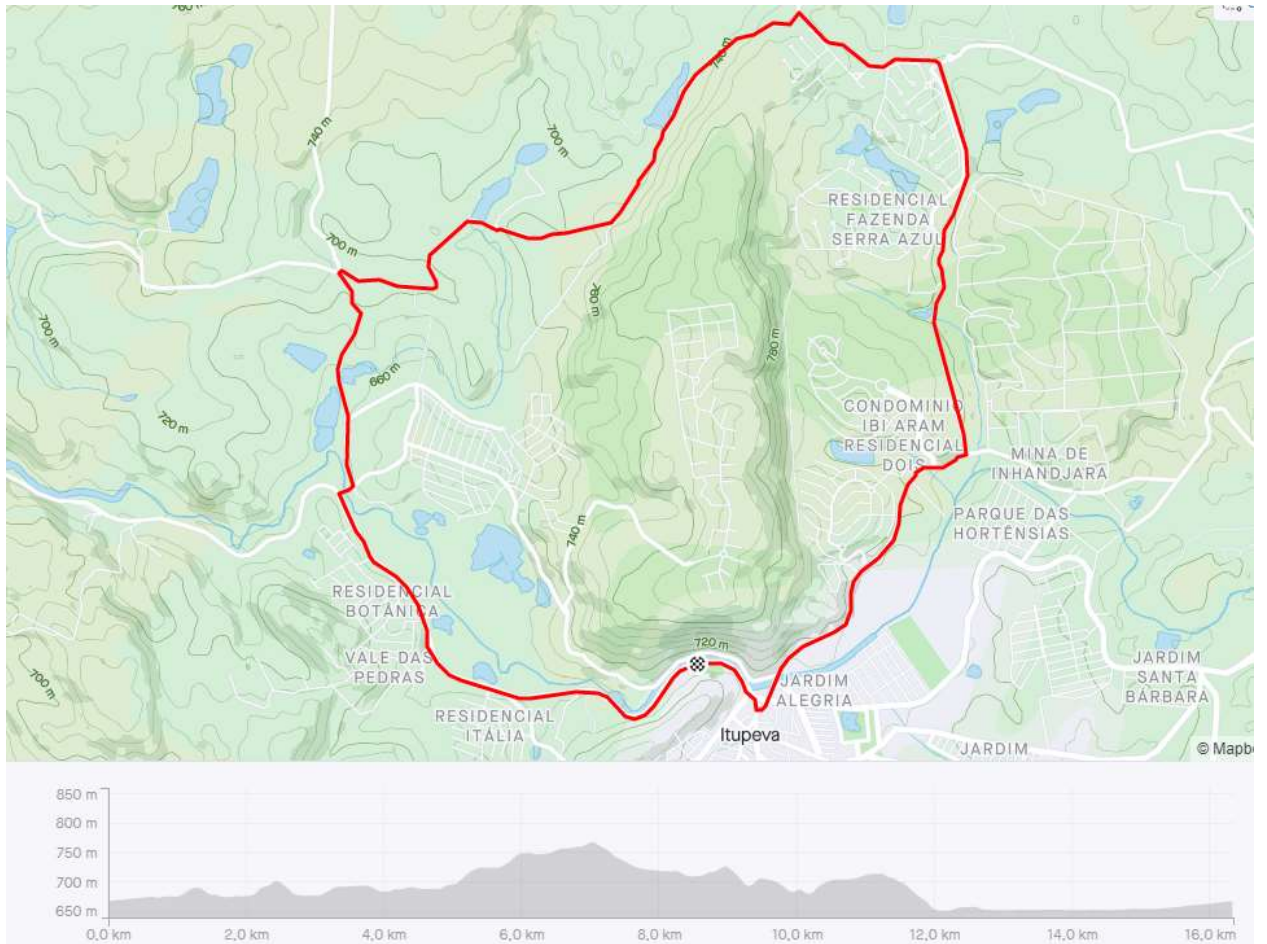 760 m
740 m
740 m
700 m
RESIDENCIAL
FAZENDA
SERRA AZUL
700 m
760 m
700 m
780 m
660 m
720 m
CONDOMINIO
IBI ARAM
RESIDENCIAL
DOIS
MINA DE
INHANDJARA
PARQUE DAS
HORTÊNSIAS
740 m
RESIDENCIAL
BOTÂNICA
720 m
VALE DAS
PEDRAS
700 m
JARDIM
ALEGRIA
JARDIM
SANTA
BÁRBARA
RESIDENCIAL
ITÁLIA
Itupeva
JARDIM
© Mapbo
850 m
800 m
750 m
700 m
650 m
0,0 km 2,0 km 4,0 km 6,0 km 8,0 km 10,0 km 12,0 km 14,0 km 16,0 km